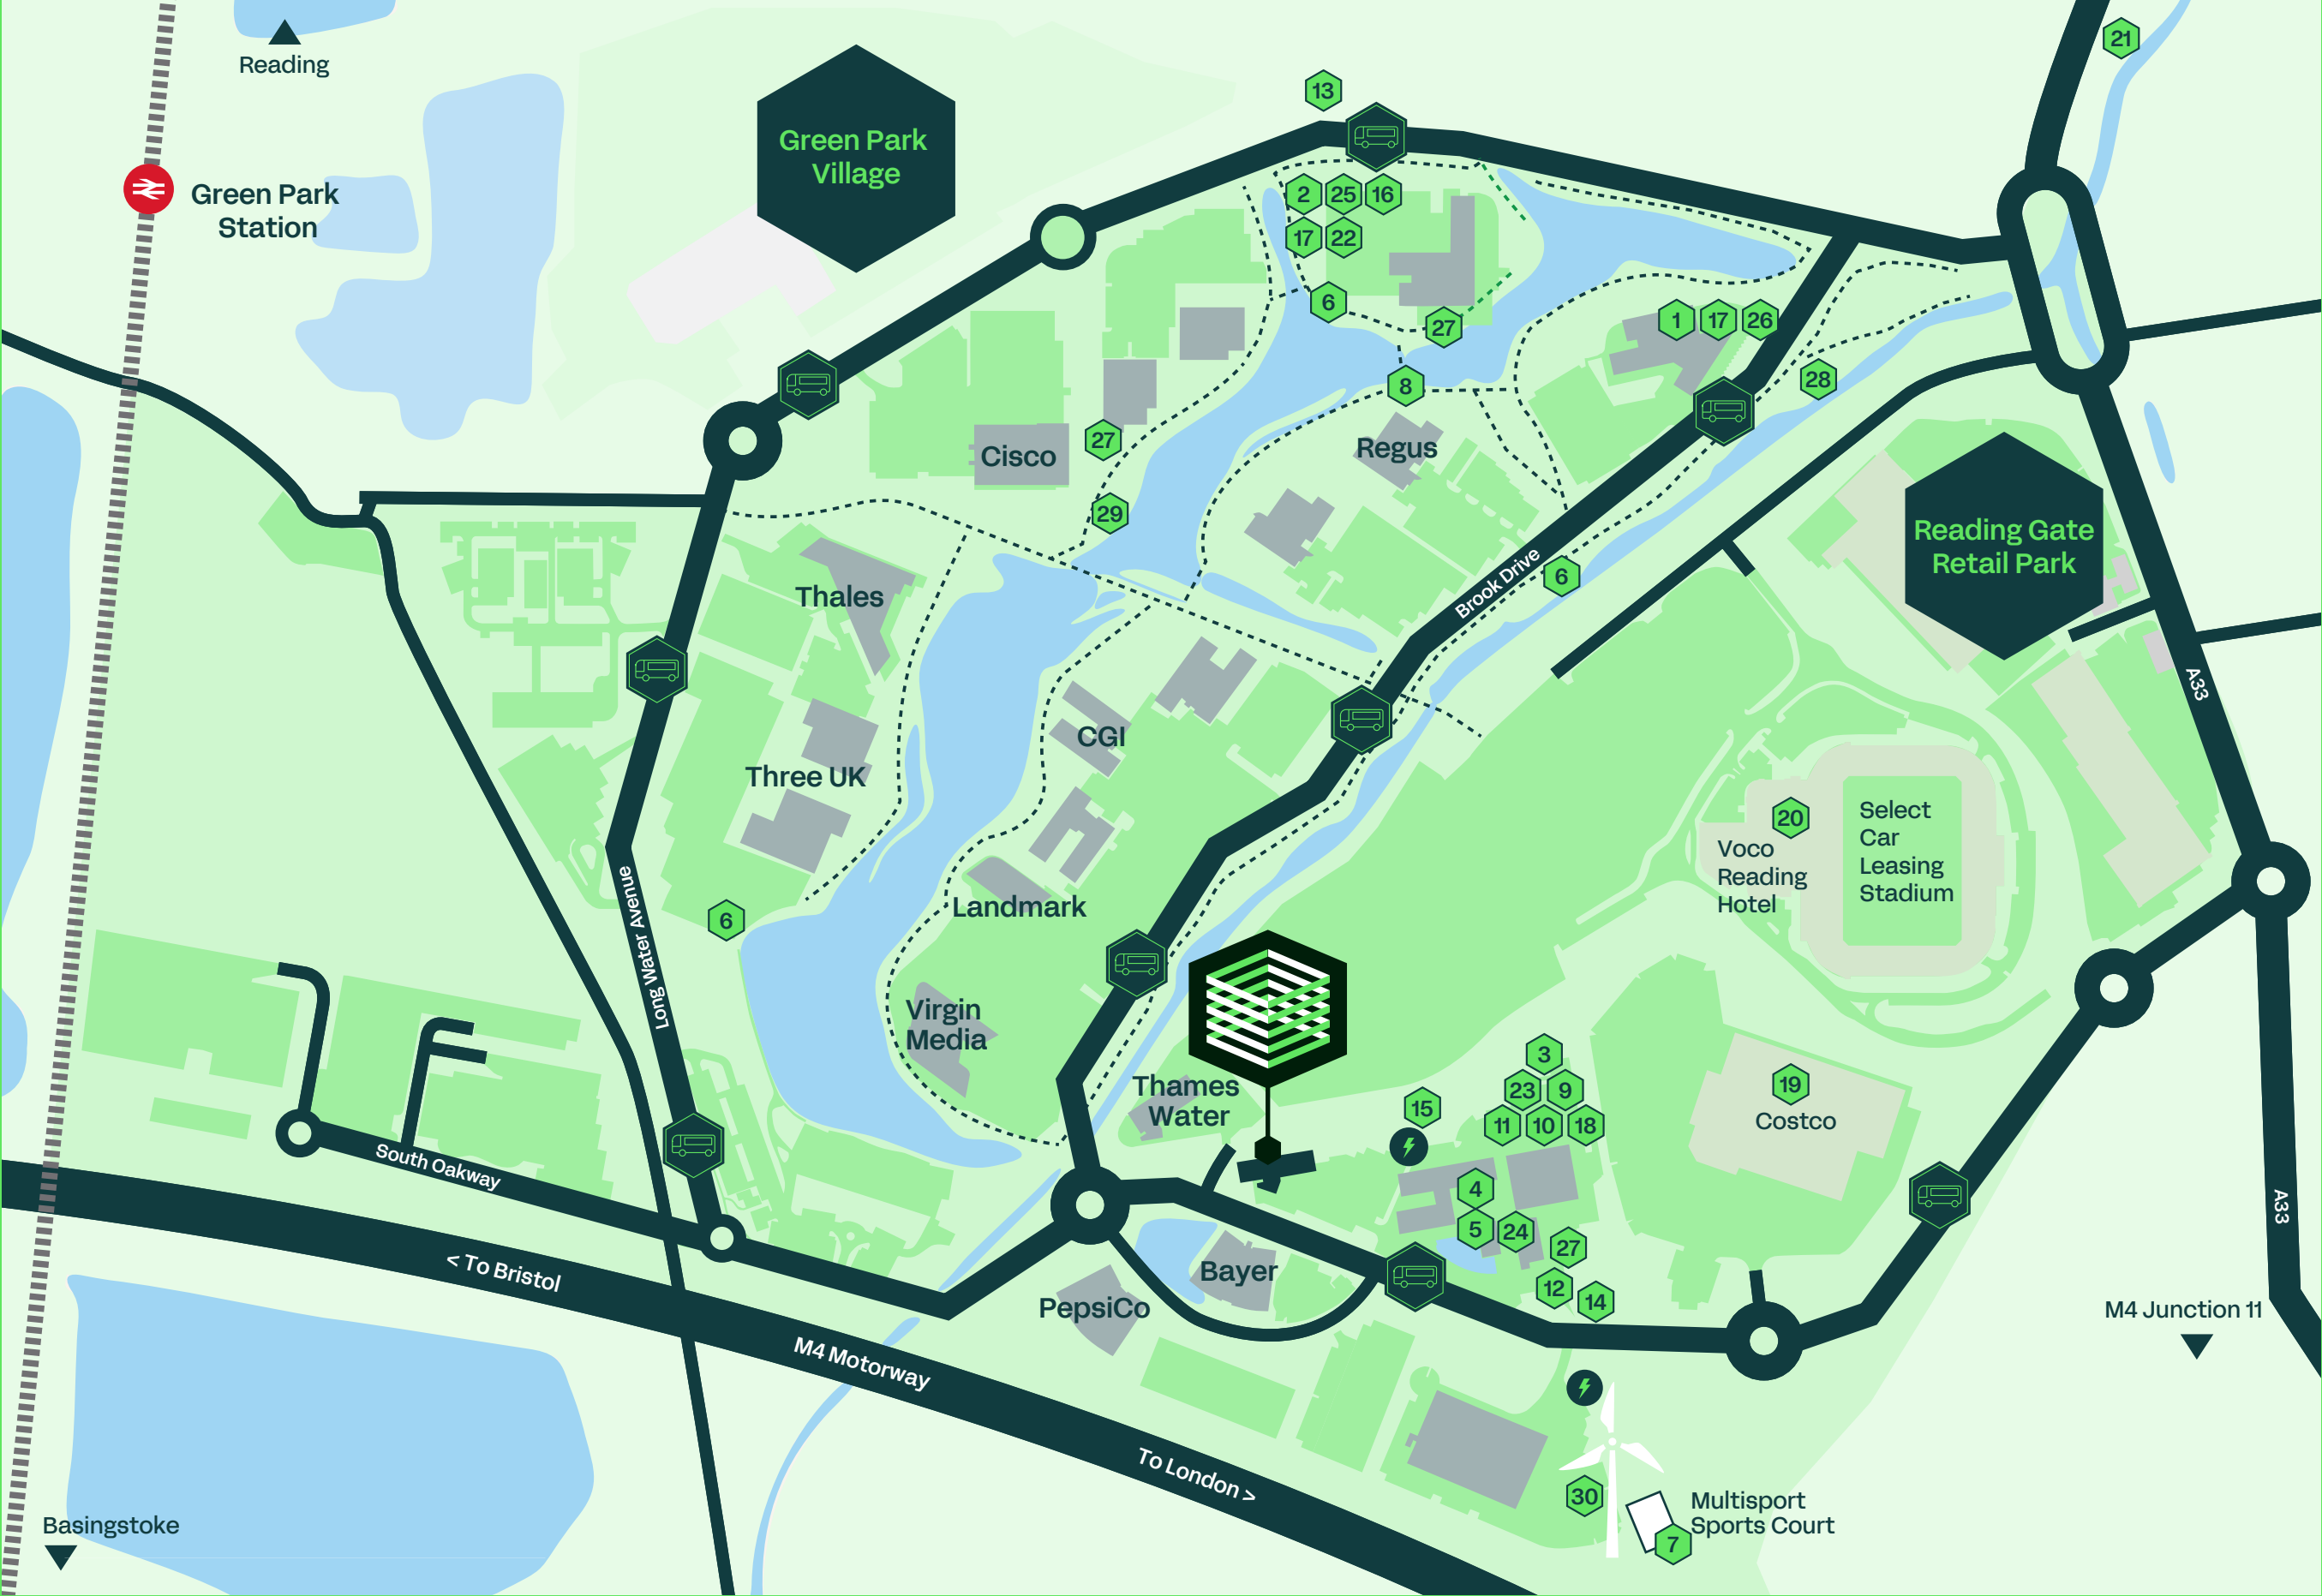 Reading
21
13
Green Park
Village
Green Park
Station
2
25
16
17
22
6
27
1
17
26
28
8
27
Cisco
Regus
29
Reading Gate
Retail Park
Thales
Brook Drive
6
A33
CGI
Three UK
20
Select
Car
Leasing
Stadium
Voco
Reading
Hotel
6
Landmark
Long Water Avenue
Virgin
Media
3
Thames
Water
15
23
9
11
10
18
19
Costco
South Oakway
4
5
24
27
A33
< To Bristol
Bayer
PepsiCo
12
14
M4 Junction 11
M4 Motorway
To London >
30
Multisport
Sports Court
7
Basingstoke